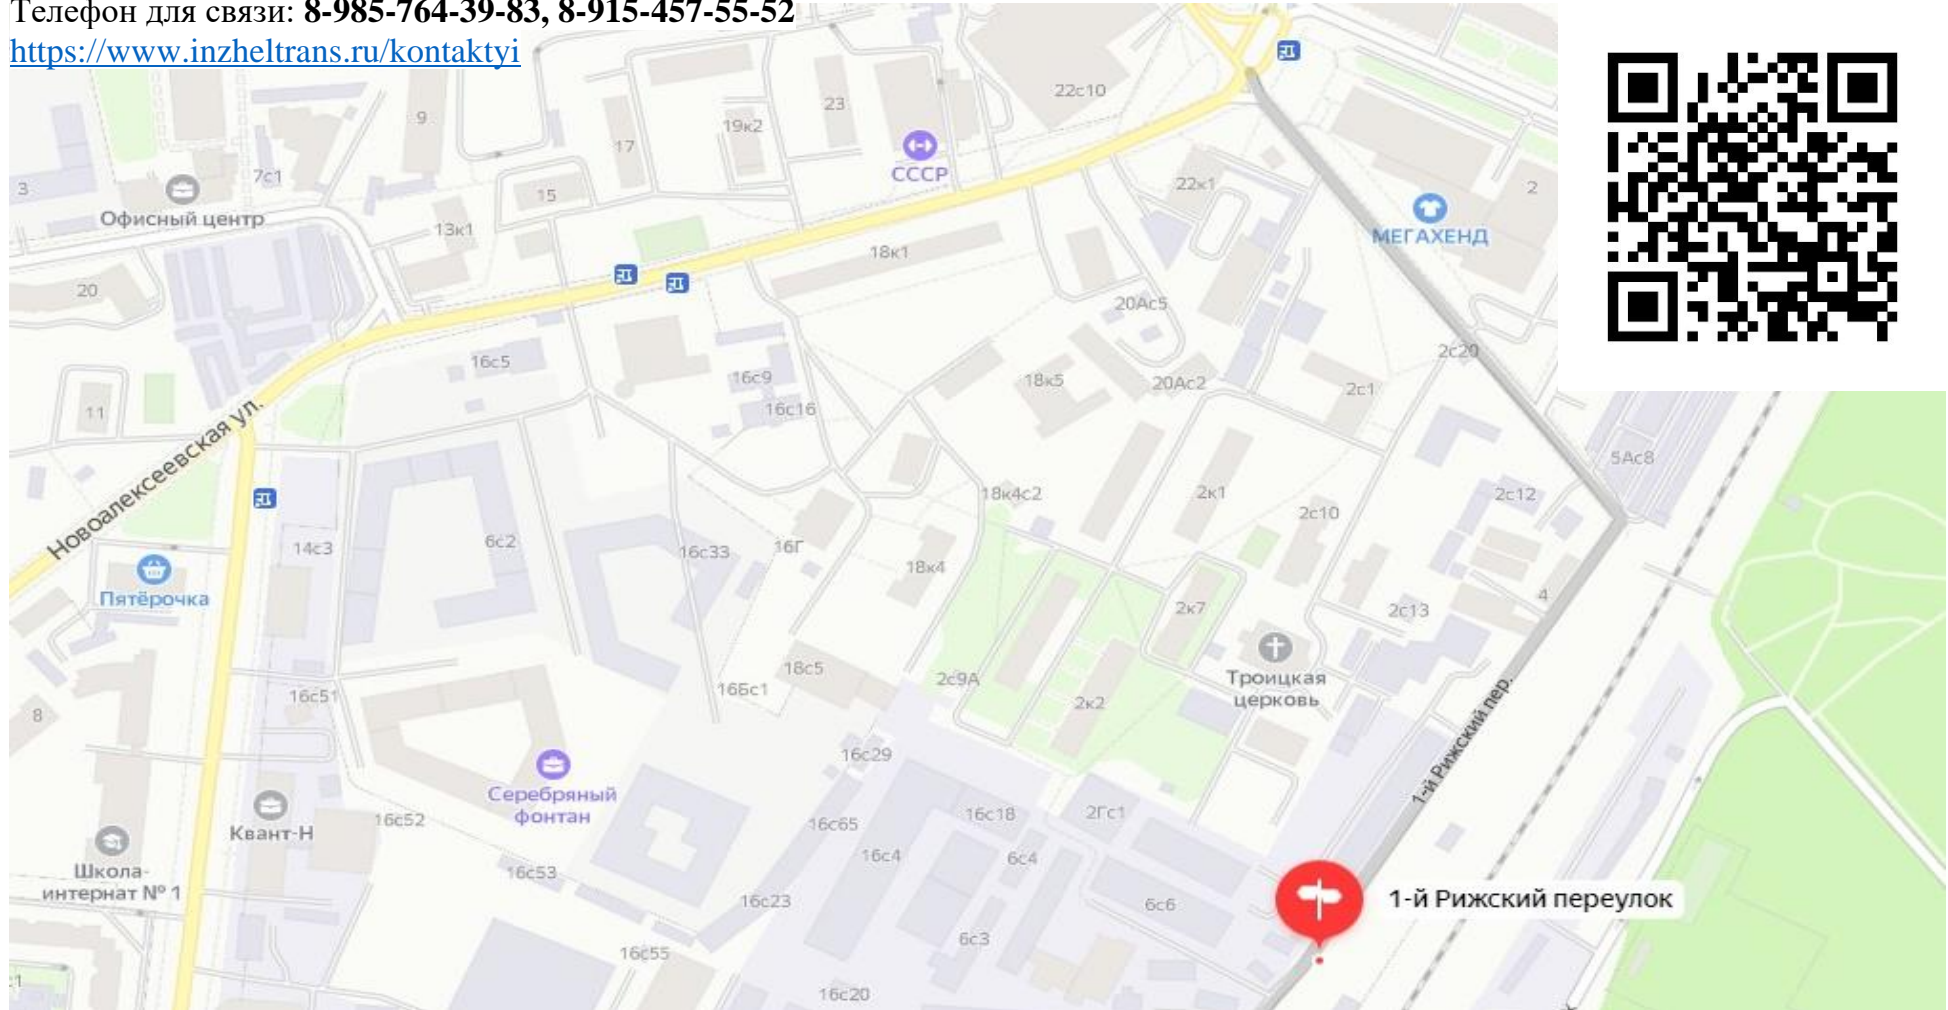 Телефон для связи: 8-985-764-39-83, 8-915-457-55-52
https://www.inzheltrans.ru/kontaktyi
22с10
23
9
19к2
17
СССР
7с1
3
22к1
2
15
Офисный центр
13к1
МЕГАХЕНД
18к1
20
20Ас5
2с20
16с5
16с9
18к5
20Ас2
2с1
11
16с16
Новоалексеевская ул.
5Ас8
18к4с2
2к1
2с12
2с10
14с3
6с2
16с33
16Г
18к4
Пятёрочка
2к7
2с13
4
18с5
2с9А
Троицкая
церковь
16с51
16Бс1
2к2
8
1-й Рижский пер.
16с29
Серебряный
фонтан
Квант-Н
16с52
16с65
16с18
2Гс1
16с4
6с4
Школа-
интернат № 1
16с53
16с23
6с6
1-й Рижский переулок
6с3
16с55
16с20